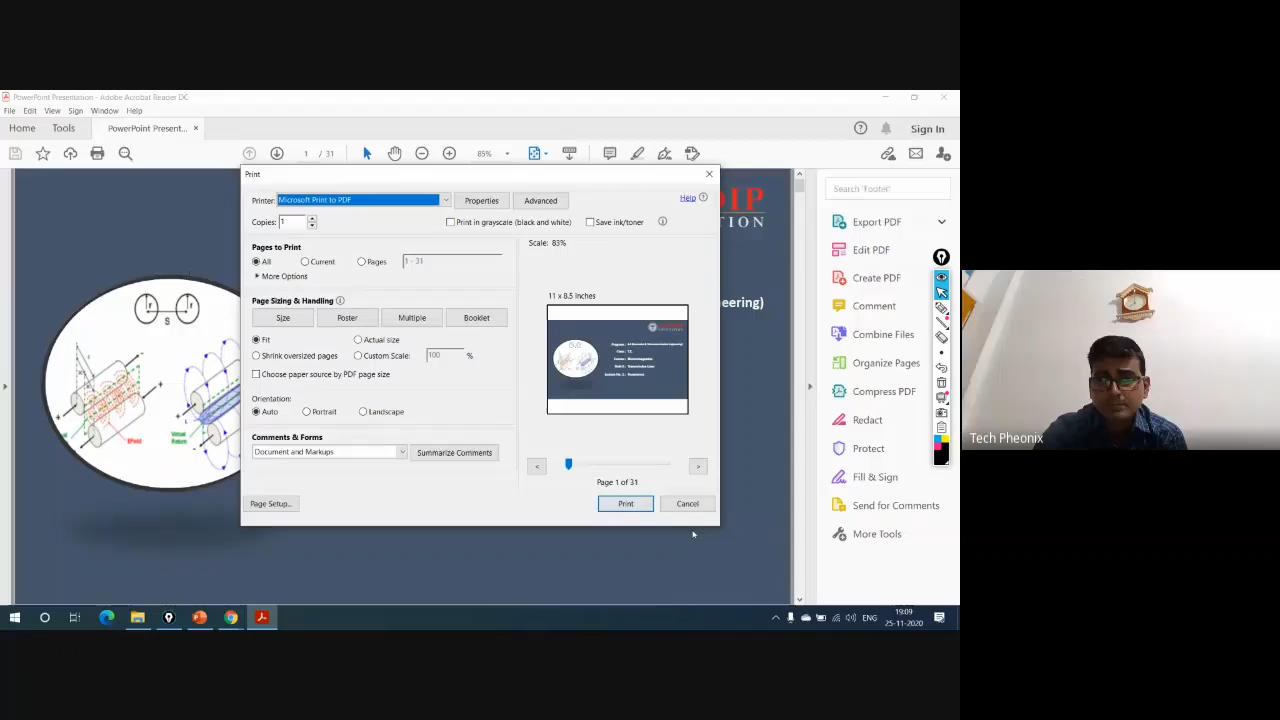 PowerPoint Presentation - Adobe Acrobat Reader DC
File Edit View Sign Window Help
Home Tools PowerPoint Present... × Sign In
1 / 31 85%
Print
Printer: Microsoft Print to PDF Properties Advanced Help
Copies: 1 Print in grayscale (black and white) Save ink/toner
Scale: 83%
Pages to Print
All Current Pages 1 - 31
More Options
Page Sizing & Handling
Size Poster Multiple Booklet
Fit Actual size
Shrink oversized pages Custom Scale: 100 %
Choose paper source by PDF page size
Orientation:
Auto Portrait Landscape
Comments & Forms
Document and Markups Summarize Comments
Page Setup...
11 x 8.5 Inches
< >
Page 1 of 31
Print Cancel
DIP
TION
eering)
r r
S
EField
Virtual
Return
Search 'Footer'
Export PDF
Edit PDF
Create PDF
Comment
Combine Files
Organize Pages
Compress PDF
Redact
Protect
Fill & Sign
Send for Comments
More Tools
ENG
19:09
25-11-2020
Tech Pheonix